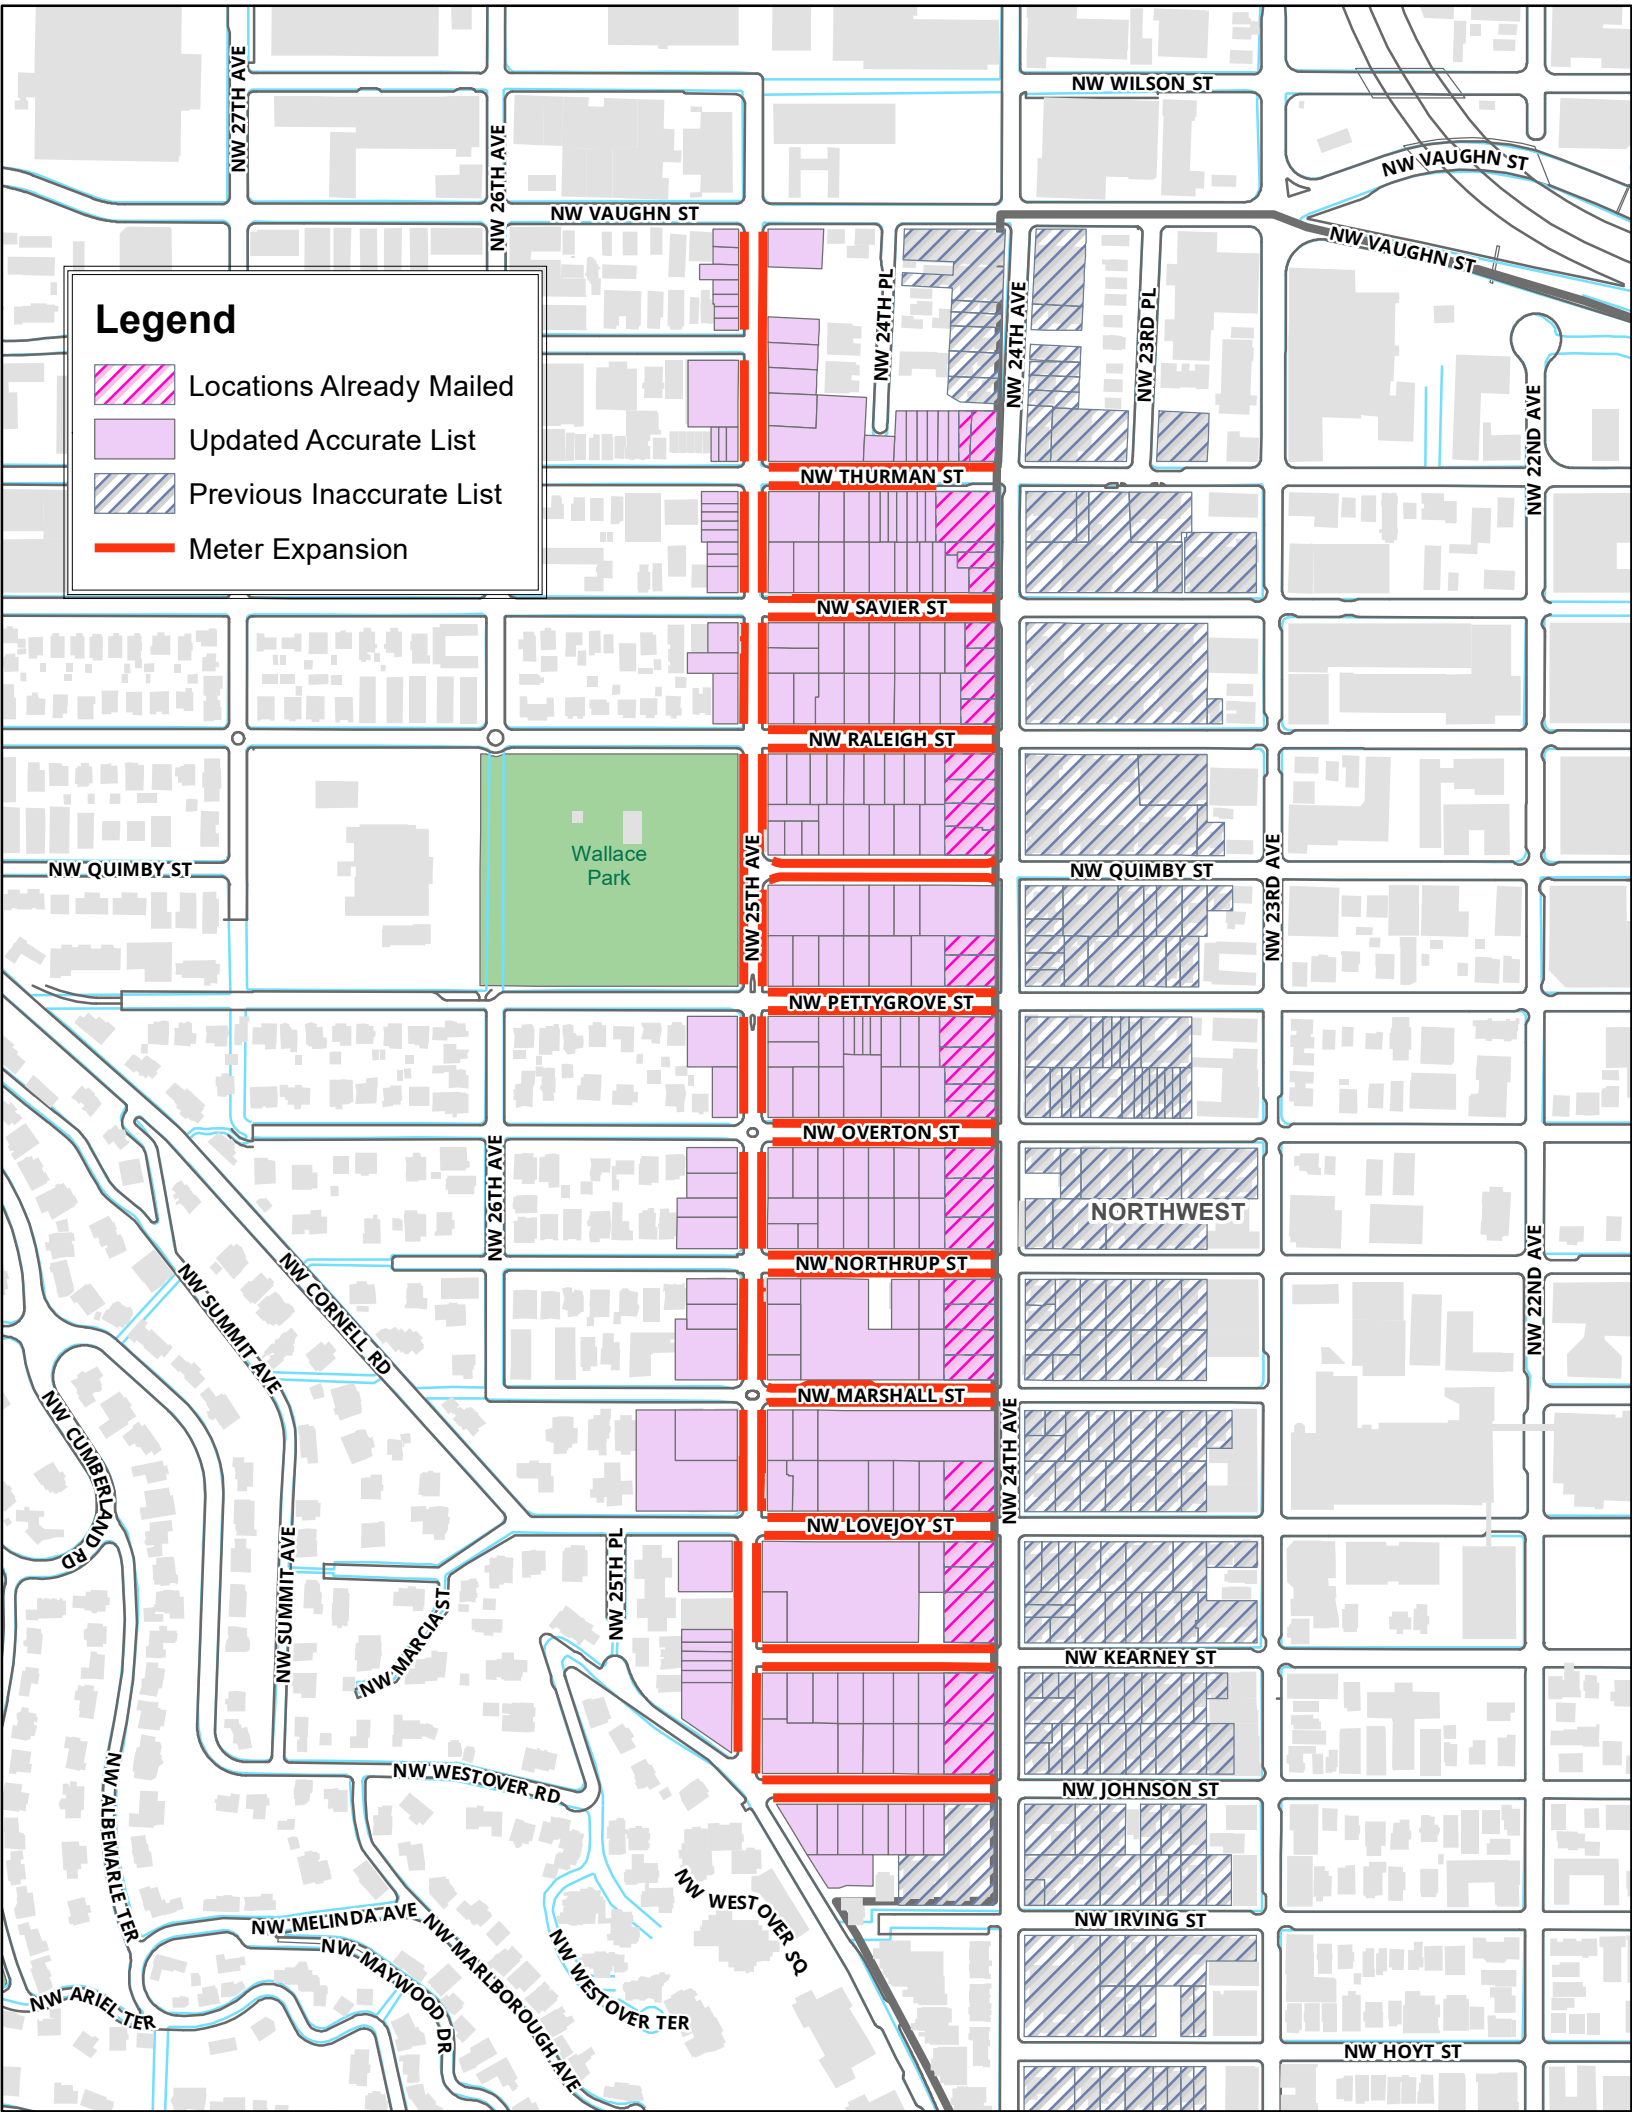 NW WILSON ST
NW 27TH AVE
NW 26TH AVE
NW VAUGHN ST
NW VAUGHN ST
NW VAUGHN ST
Legend
Locations Already Mailed
Updated Accurate List
Previous Inaccurate List
Meter Expansion
NW 24TH PL
NW 24TH AVE
NW 23RD PL
NW 22ND AVE
NW THURMAN ST
NW SAVIER ST
NW RALEIGH ST
Wallace
Park
NW QUIMBY ST
NW 25TH AVE
NW QUIMBY ST
NW 23RD AVE
NW PETTYGROVE ST
NW OVERTON ST
NW 26TH AVE
NORTHWEST
NW NORTHRUP ST
NW 22ND AVE
NW CORNELL RD
NW SUMMIT AVE
NW MARSHALL ST
NW CUMBERLAND RD
NW 24TH AVE
NW LOVEJOY ST
NW SUMMIT AVE
NW 25TH PL
NW MARCIA ST
NW KEARNEY ST
NW WESTOVER RD
NW JOHNSON ST
NW ALBEMARLE TER
NW WESTOVER SQ
NW MELINDA AVE
NW IRVING ST
NW MARLBOROUGH AVE
NW MAYWOOD DR
NW WESTOVER TER
NW ARIEL TER
NW HOYT ST